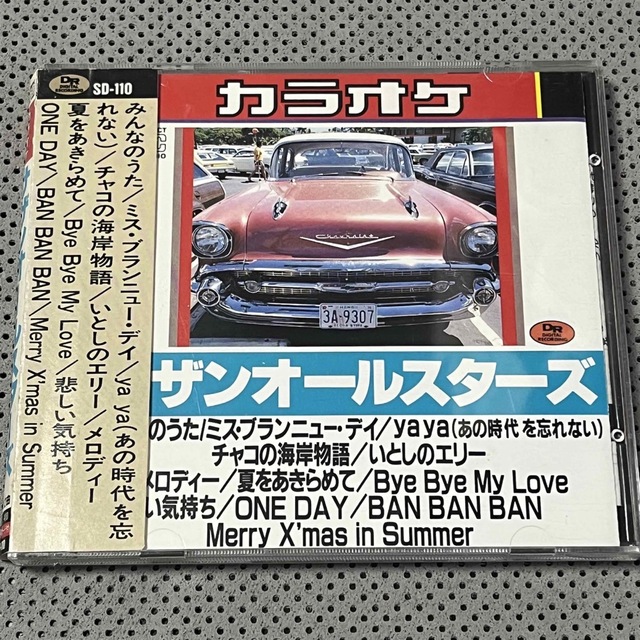 DR
DIGITAL
RECORDING
SD-110
みんなのうた/ミス・ブランニュー・デイ/ya ya(あの時代を忘
れない)/チャコの海岸物語/いとしのエリー/メロディー
夏をあきらめて/Bye Bye My Love/悲しい気持ち
ONE DAY/BAN BAN BAN/Merry X'mas in Summer
カラオケ
Chevrolet
3A·9307
DR
DIGITAL
RECORDING
ザンオールスターズ
のうた/ミス・ブランニュー・デイ/yaya(あの時代を忘れない)
チャコの海岸物語/いとしのエリー
メロディー/夏をあきらめて/Bye Bye My Love
い気持ち/ONE DAY/BAN BAN BAN
Merry X'mas in Summer